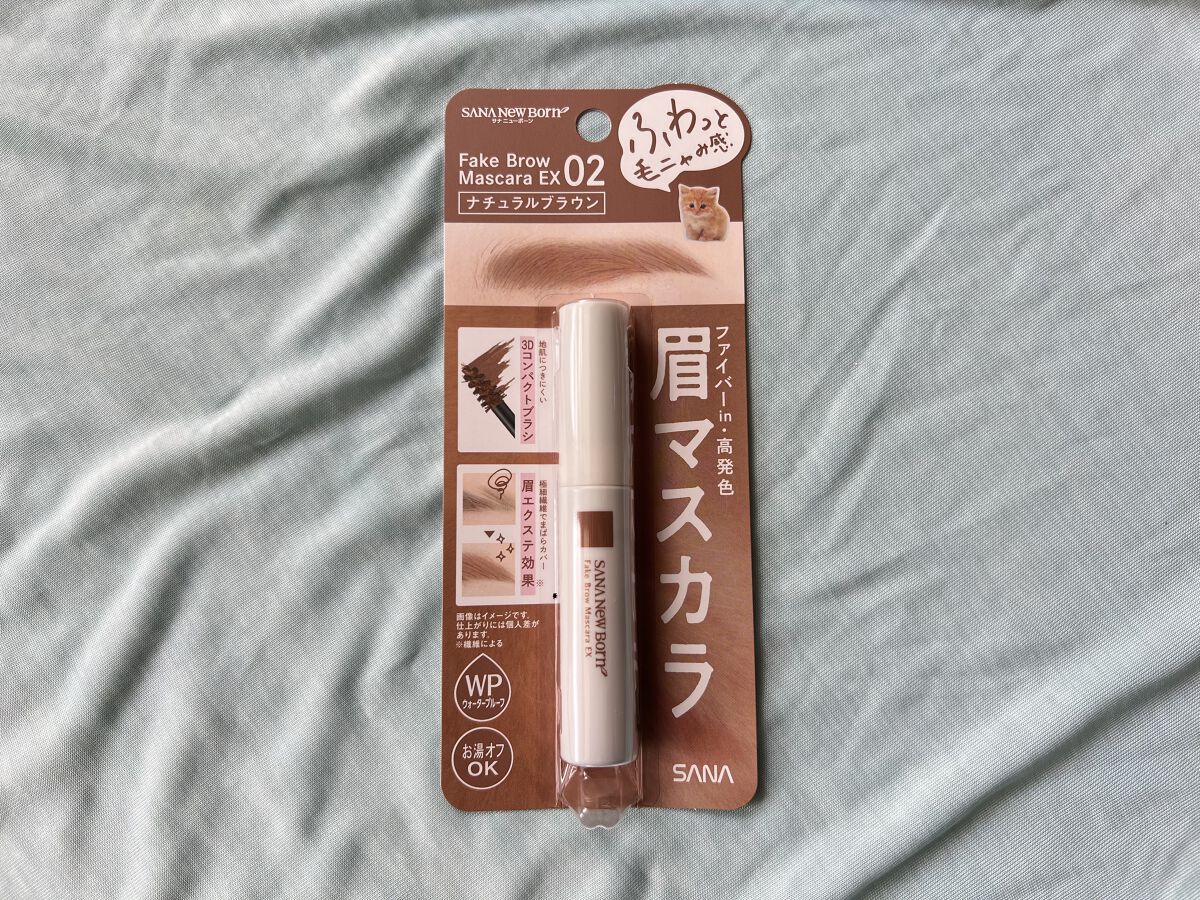 SANA NEW BORN
サナ ニューボーン
Fake Brow
Mascara EX 02
ナチュラルブラウン
ふわっと
毛ニャみ感
ファイバーin・高発色
眉マスカラ
地肌につきにくい
3Dコンパクトブラシ
極細繊維でまばらカバー
眉エクステ効果※
画像はイメージです。
仕上がりには個人差が
あります。
※繊維による
WP
ウォータープルーフ
お湯オフ
OK
SANA NEW BORN
Fake Brow Mascara EX
SANA